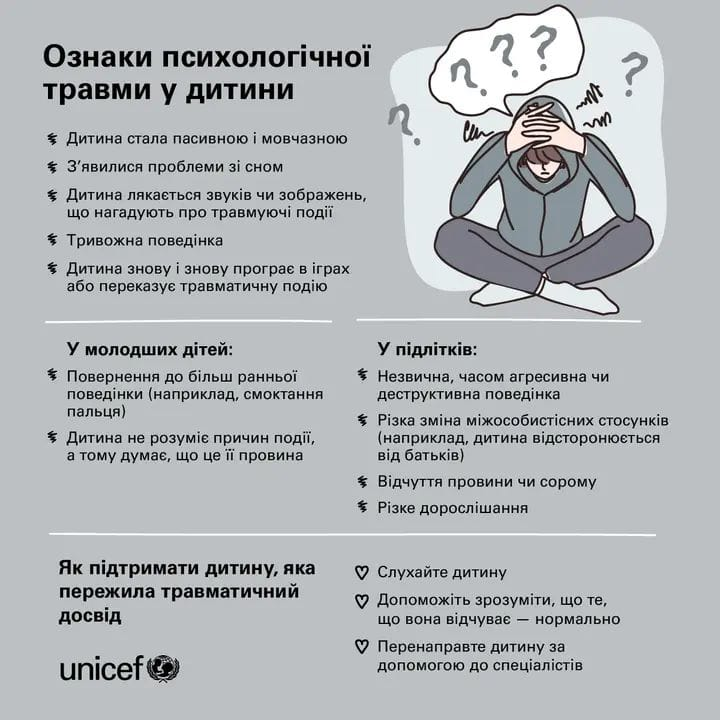 Ознаки психологічної
травми у дитини
Дитина стала пасивною і мовчазною
З’явилися проблеми зі сном
Дитина лякається звуків чи зображень,
що нагадують про травмуючі події
Тривожна поведінка
Дитина знову і знову програє в іграх
або переказує травматичну подію
? ? ? ? ?
У молодших дітей:
Повернення до більш ранньої
поведінки (наприклад, смоктання
пальця)
Дитина не розуміє причин події,
а тому думає, що це її провина
У підлітків:
Незвична, часом агресивна чи
деструктивна поведінка
Різка зміна міжособистісних стосунків
(наприклад, дитина відсторонюється
від батьків)
Відчуття провини чи сорому
Різке дорослішання
Як підтримати дитину, яка
пережила травматичний
досвід
Слухайте дитину
Допоможіть зрозуміти, що те,
що вона відчуває — нормально
Перенаправте дитину за
допомогою до спеціалістів
unicef